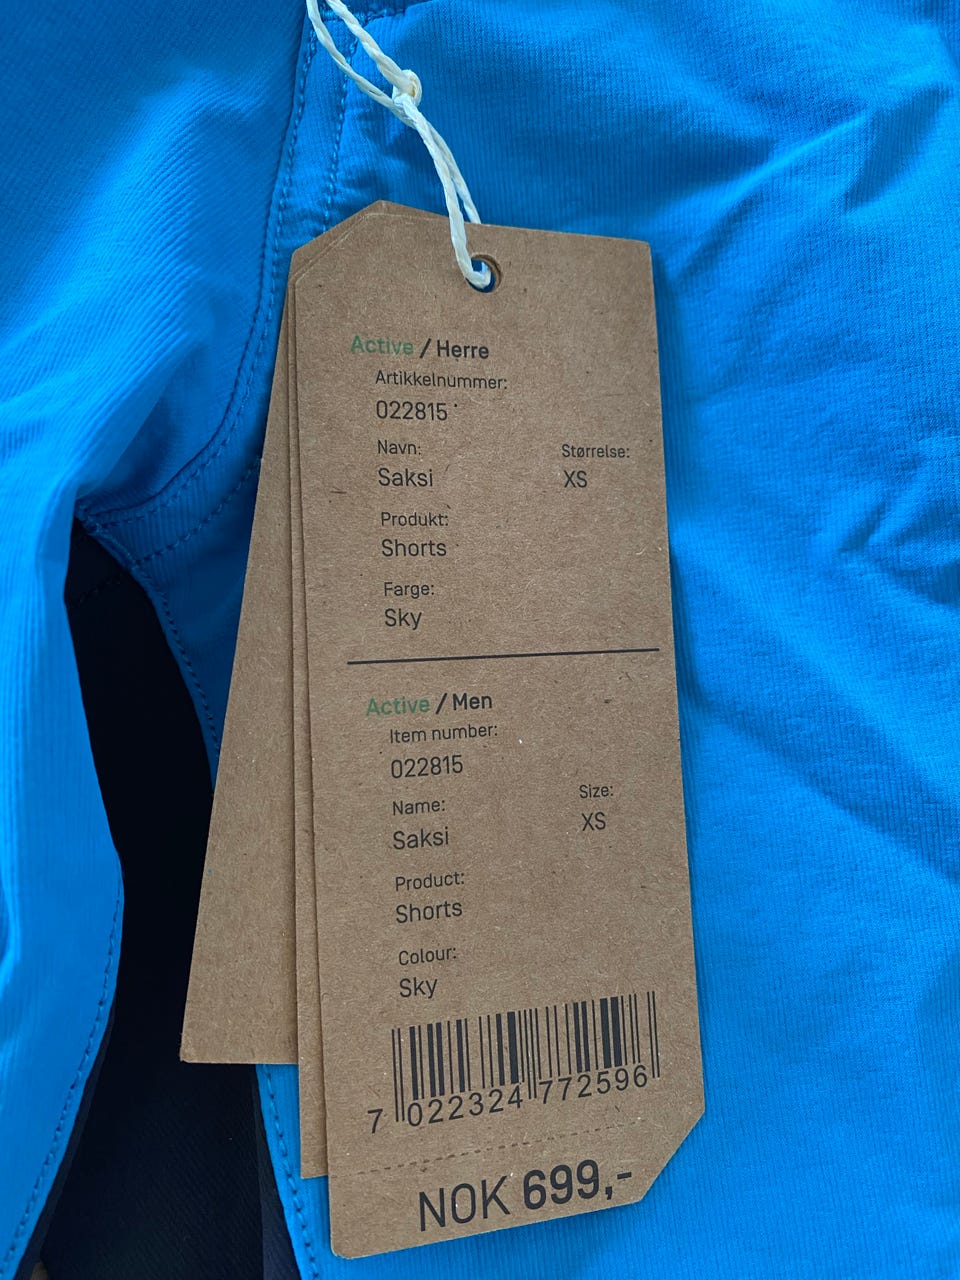 Active / Herre
Artikkelnummer:
022815
Navn: Størrelse:
Saksi XS
Produkt:
Shorts
Farge:
Sky
Active / Men
Item number:
022815
Name: Size:
Saksi XS
Product:
Shorts
Colour:
Sky
7 022324 772596
NOK 699,-